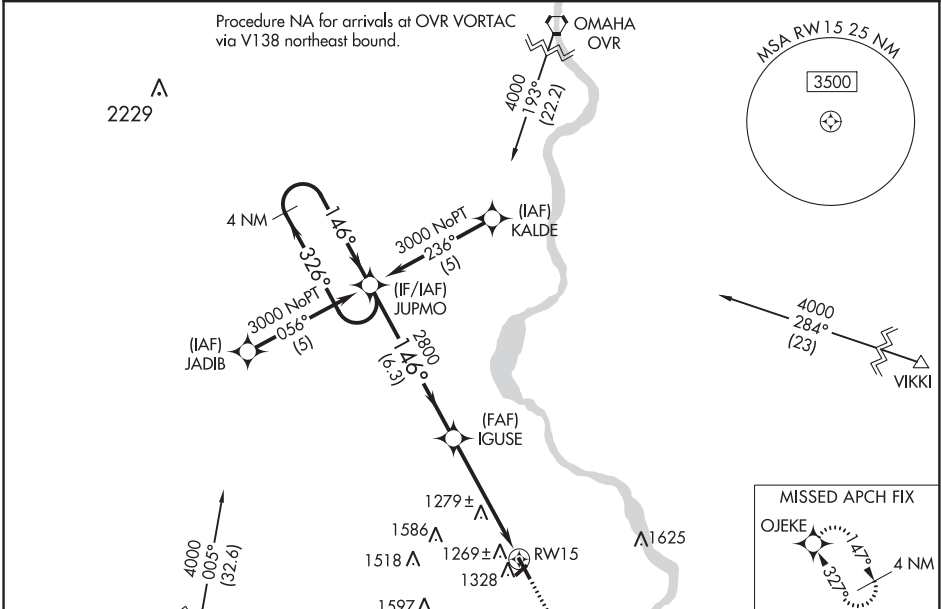 Procedure NA for arrivals at OVR VORTAC
via V138 northeast bound.
OMAHA
OVR
4000
193°
(22.2)
MSA RW15 25 NM
3500
2229
4 NM
146°
326°
3000 NoPT
236°
(5)
(IAF)
KALDE
(IF/IAF)
JUPMO
3000 NoPT
056°
(5)
(IAF)
JADIB
2800
146°
(6.3)
4000
284°
(23)
VIKKI
(FAF)
IGUSE
1279±
1586
1518
1269±
1328
RW15
1625
1597
4000
005°
(32.6)
MISSED APCH FIX
OJEKE
147°
327°
4 NM